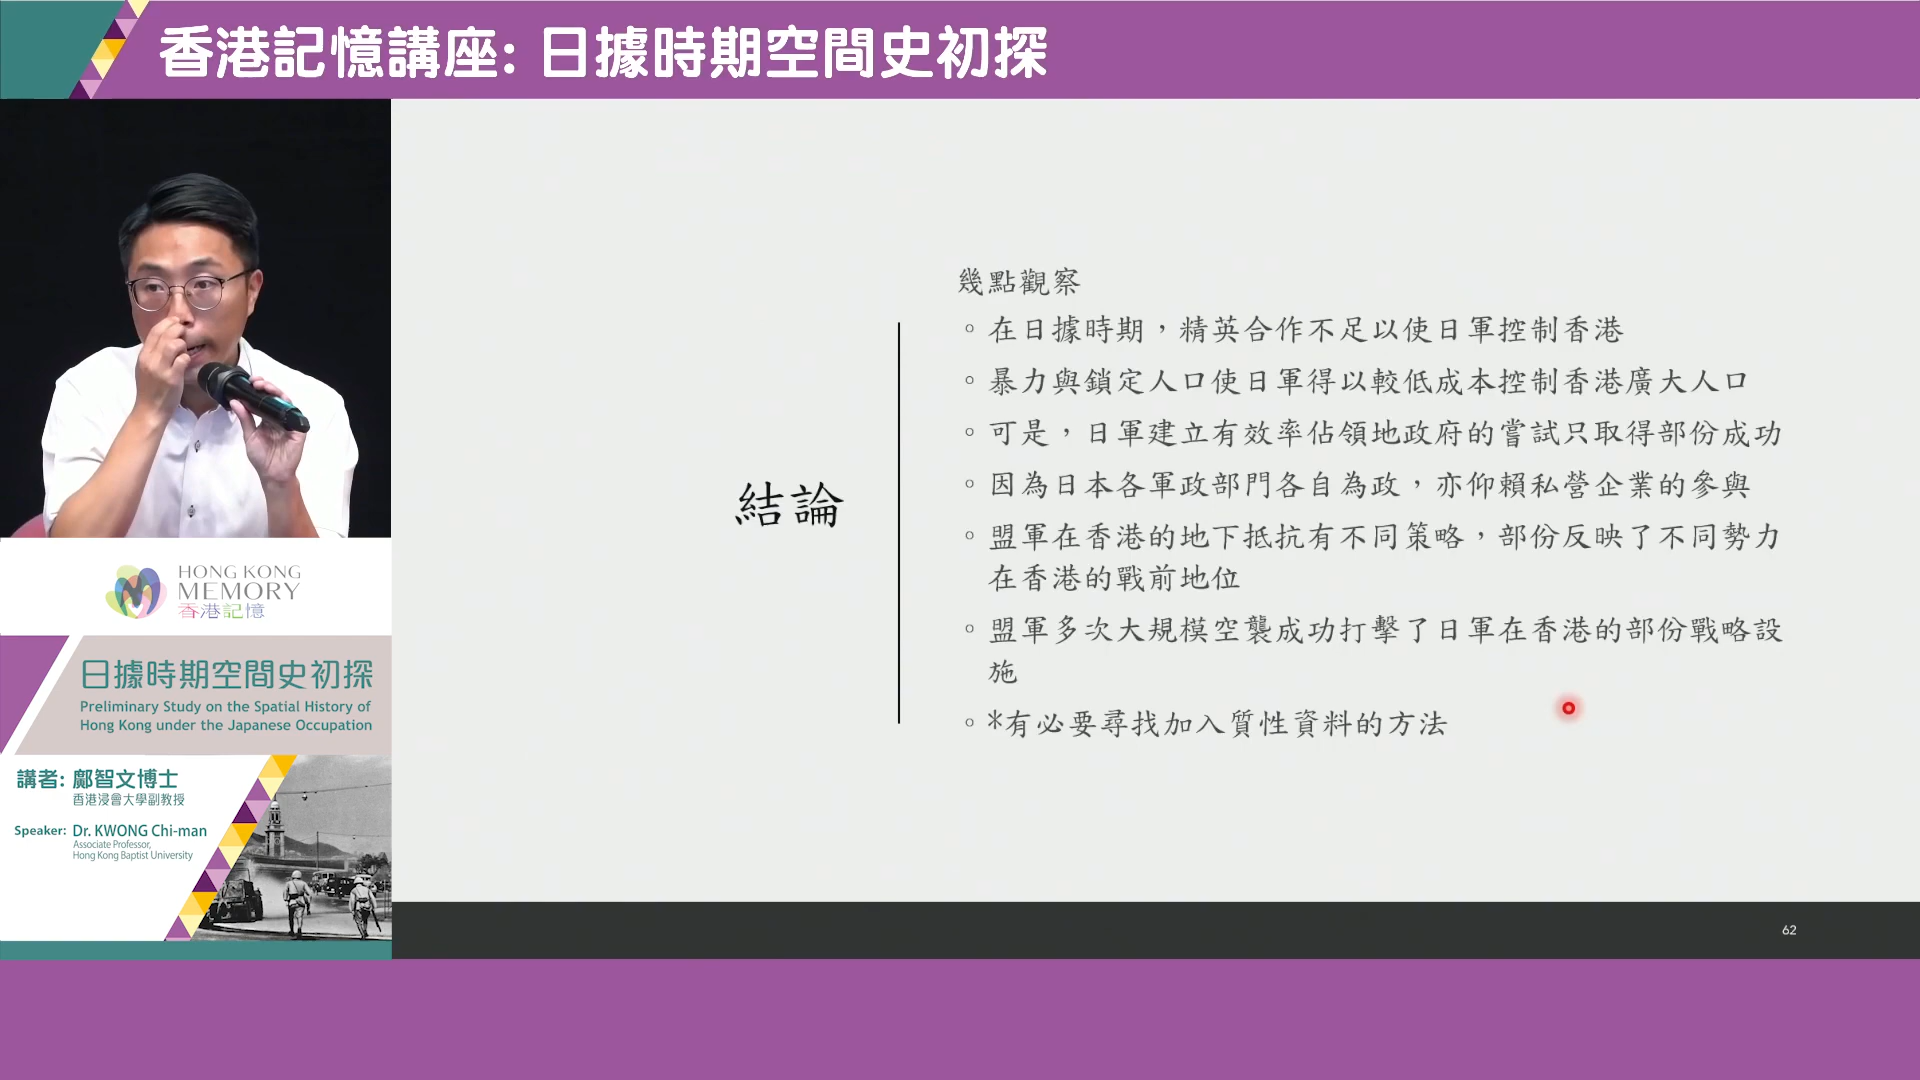 香港記憶講座: 日據時期空間史初探
結論
幾點觀察
◦ 在日據時期，精英合作不足以使日軍控制香港
◦ 暴力與鎖定人口使日軍得以較低成本控制香港廣大人口
◦ 可是，日軍建立有效率佔領地政府的嘗試只取得部份成功
◦ 因為日本各軍政部門各自為政，亦仰賴私營企業的參與
◦ 盟軍在香港的地下抵抗有不同策略，部份反映了不同勢力
在香港的戰前地位
◦ 盟軍多次大規模空襲成功打擊了日軍在香港的部份戰略設
施
◦ *有必要尋找加入質性資料的方法
62
HONG KONG
MEMORY
香港記憶
日據時期空間史初探
Preliminary Study on the Spatial History of
Hong Kong under the Japanese Occupation
講者: 鄺智文博士
香港浸會大學副教授
Speaker: Dr. KWONG Chi-man
Associate Professor,
Hong Kong Baptist University